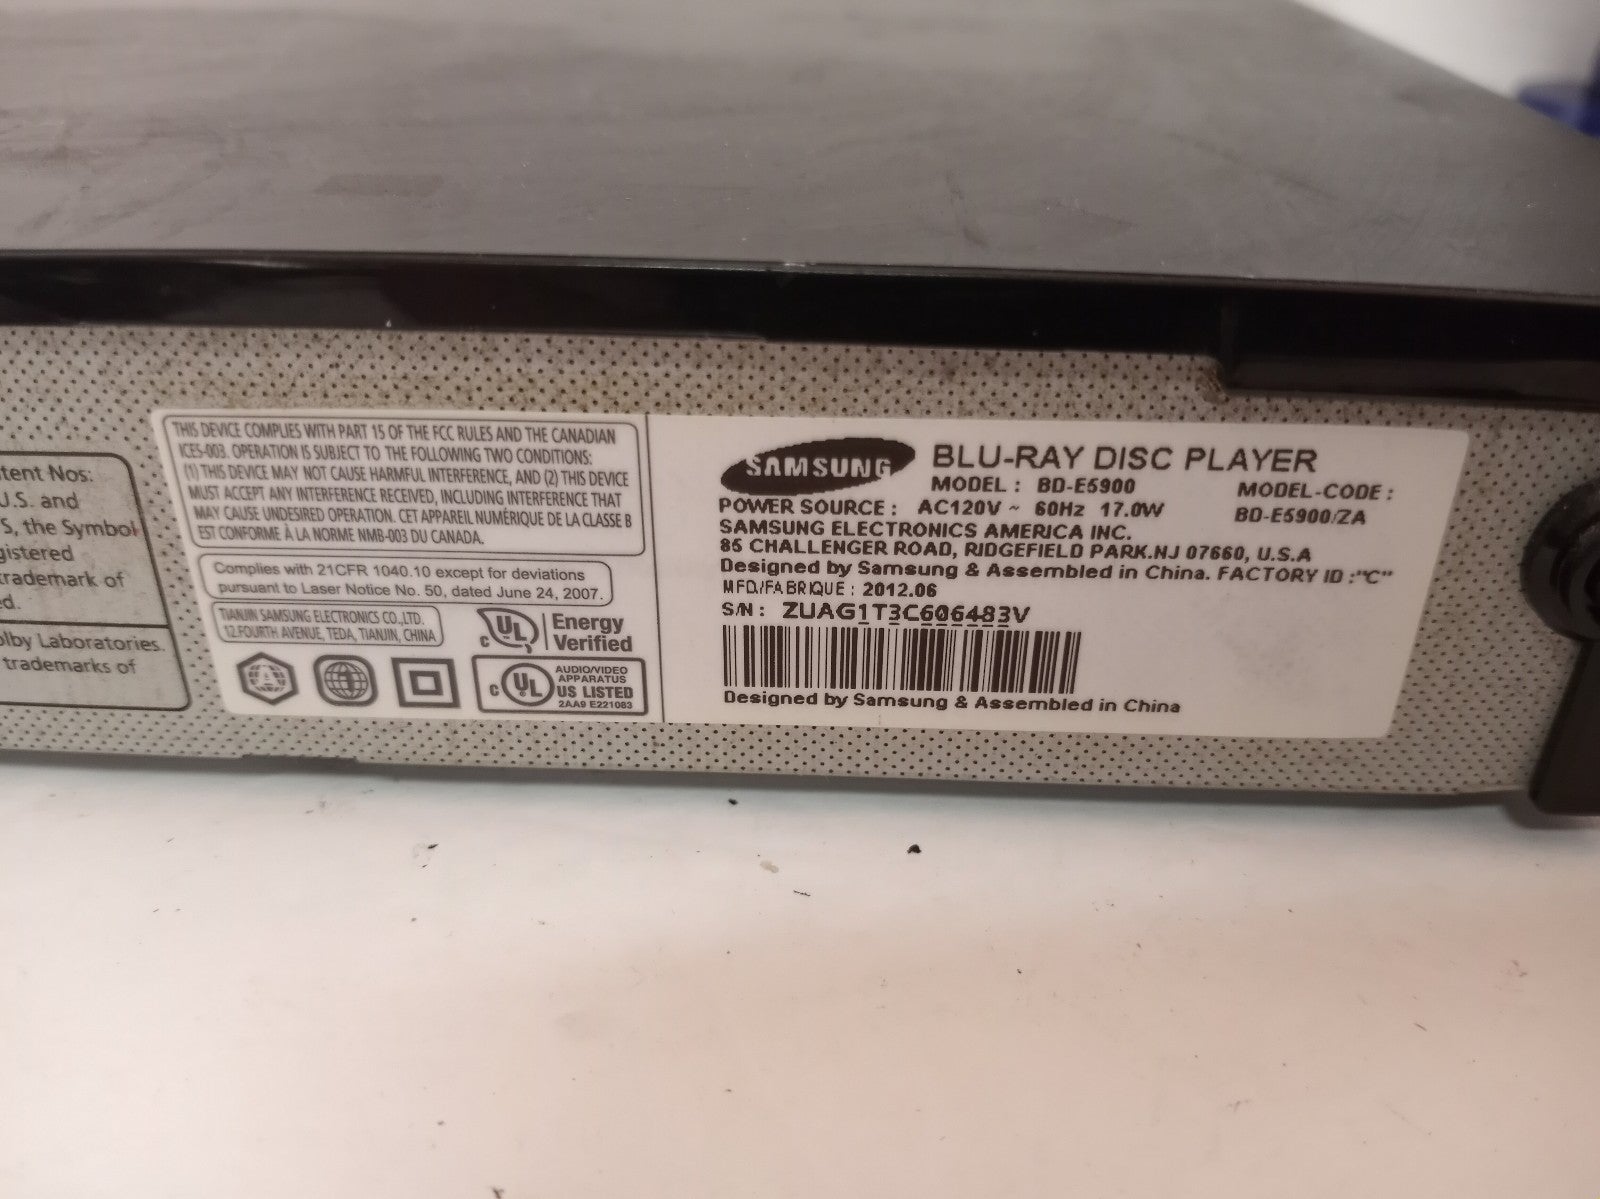 tent Nos:
U.S. and
S, the Symbol
gistered
trademark of
ed.
olby Laboratories.
trademarks of
THIS DEVICE COMPLIES WITH PART 15 OF THE FCC RULES AND THE CANADIAN
ICES-003. OPERATION IS SUBJECT TO THE FOLLOWING TWO CONDITIONS:
(1) THIS DEVICE MAY NOT CAUSE HARMFUL INTERFERENCE, AND (2) THIS DEVICE
MUST ACCEPT ANY INTERFERENCE RECEIVED, INCLUDING INTERFERENCE THAT
MAY CAUSE UNDESIRED OPERATION. CET APPAREIL NUMÉRIQUE DE LA CLASSE B
EST CONFORME À LA NORME NMB-003 DU CANADA.
Complies with 21CFR 1040.10 except for deviations
pursuant to Laser Notice No. 50, dated June 24, 2007.
TIANJIN SAMSUNG ELECTRONICS CO.,LTD.
12.FOURTH AVENUE, TEDA, TIANJIN, CHINA
c UL Energy
Verified
c UL AUDIO/VIDEO
APPARATUS
US LISTED
2AA9 E221083
SAMSUNG BLU-RAY DISC PLAYER
MODEL : BD-E5900 MODEL-CODE :
POWER SOURCE : AC120V ~ 60Hz 17.0W BD-E5900/ZA
SAMSUNG ELECTRONICS AMERICA INC.
85 CHALLENGER ROAD, RIDGEFIELD PARK.NJ 07660, U.S.A
Designed by Samsung & Assembled in China. FACTORY ID :"C"
MFD/FABRIQUE : 2012.06
S/N : ZUAG1T3C606483V
Designed by Samsung & Assembled in China